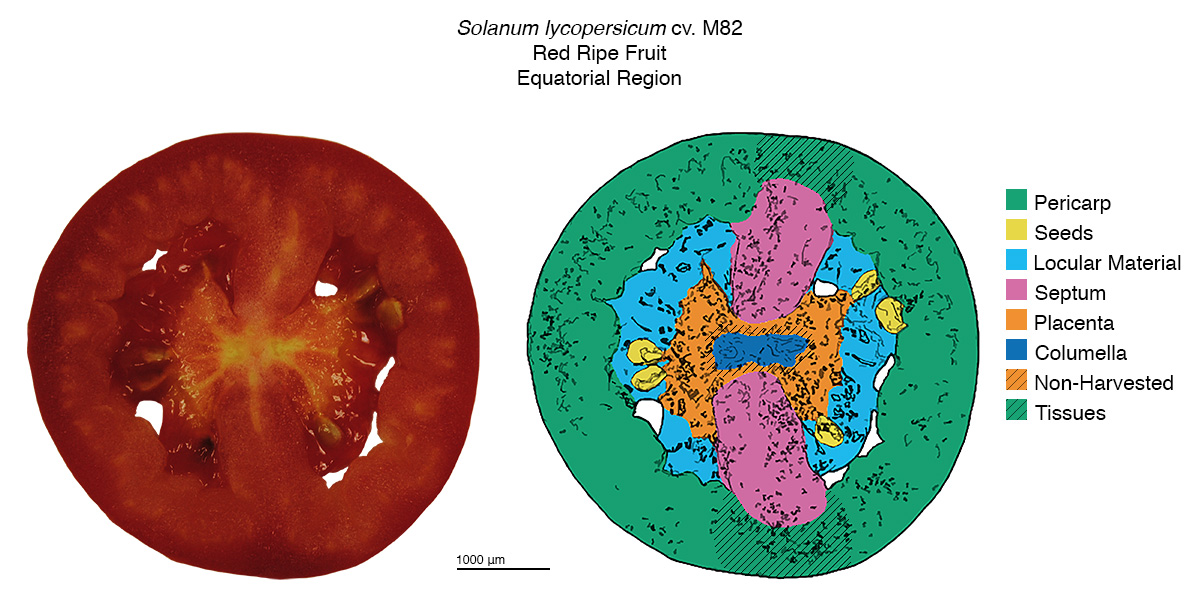 Solanum lycopersicum cv. M82
Red Ripe Fruit
Equatorial Region
Pericarp
Seeds
Locular Material
Septum
Placenta
Columella
Non-Harvested
Tissues
1000 µm